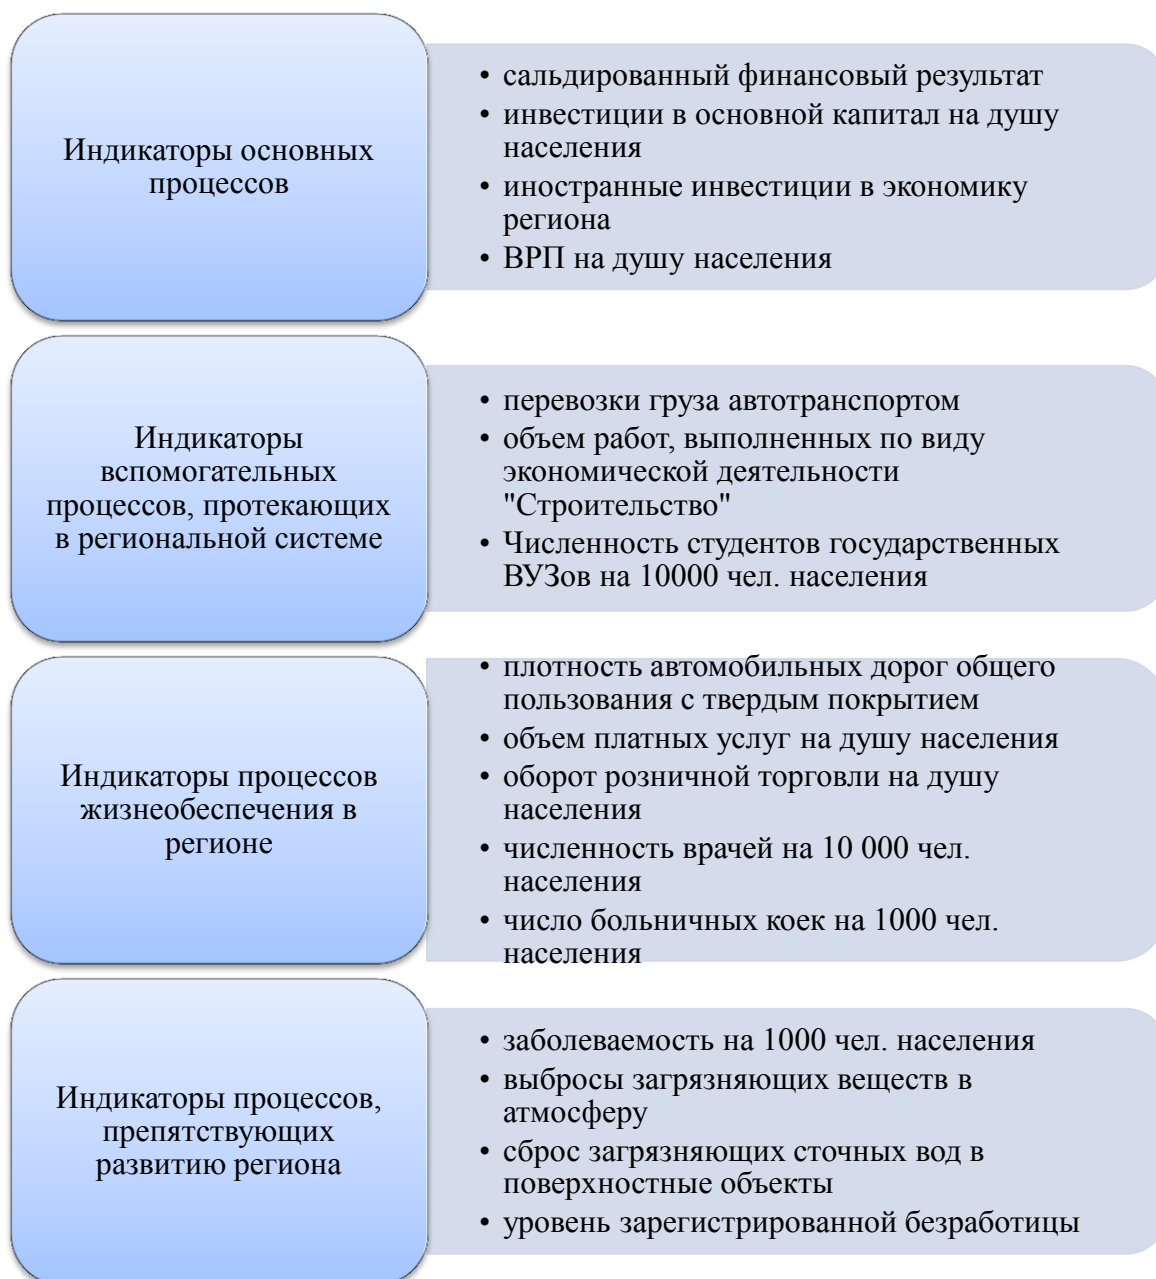 Индикаторы основных
процессов
• сальдированный финансовый результат
• инвестиции в основной капитал на душу
населения
• иностранные инвестиции в экономику
региона
• ВРП на душу населения
Индикаторы
вспомогательных
процессов, протекающих
в региональной системе
• перевозки груза автотранспортом
• объем работ, выполненных по виду
экономической деятельности
"Строительство"
• Численность студентов государственных
ВУЗов на 10000 чел. населения
Индикаторы процессов
жизнеобеспечения в
регионе
• плотность автомобильных дорог общего
пользования с твердым покрытием
• объем платных услуг на душу населения
• оборот розничной торговли на душу
населения
• численность врачей на 10 000 чел.
населения
• число больничных коек на 1000 чел.
населения
Индикаторы процессов,
препятствующих
развитию региона
• заболеваемость на 1000 чел. населения
• выбросы загрязняющих веществ в
атмосферу
• сброс загрязняющих сточных вод в
поверхностные объекты
• уровень зарегистрированной безработицы